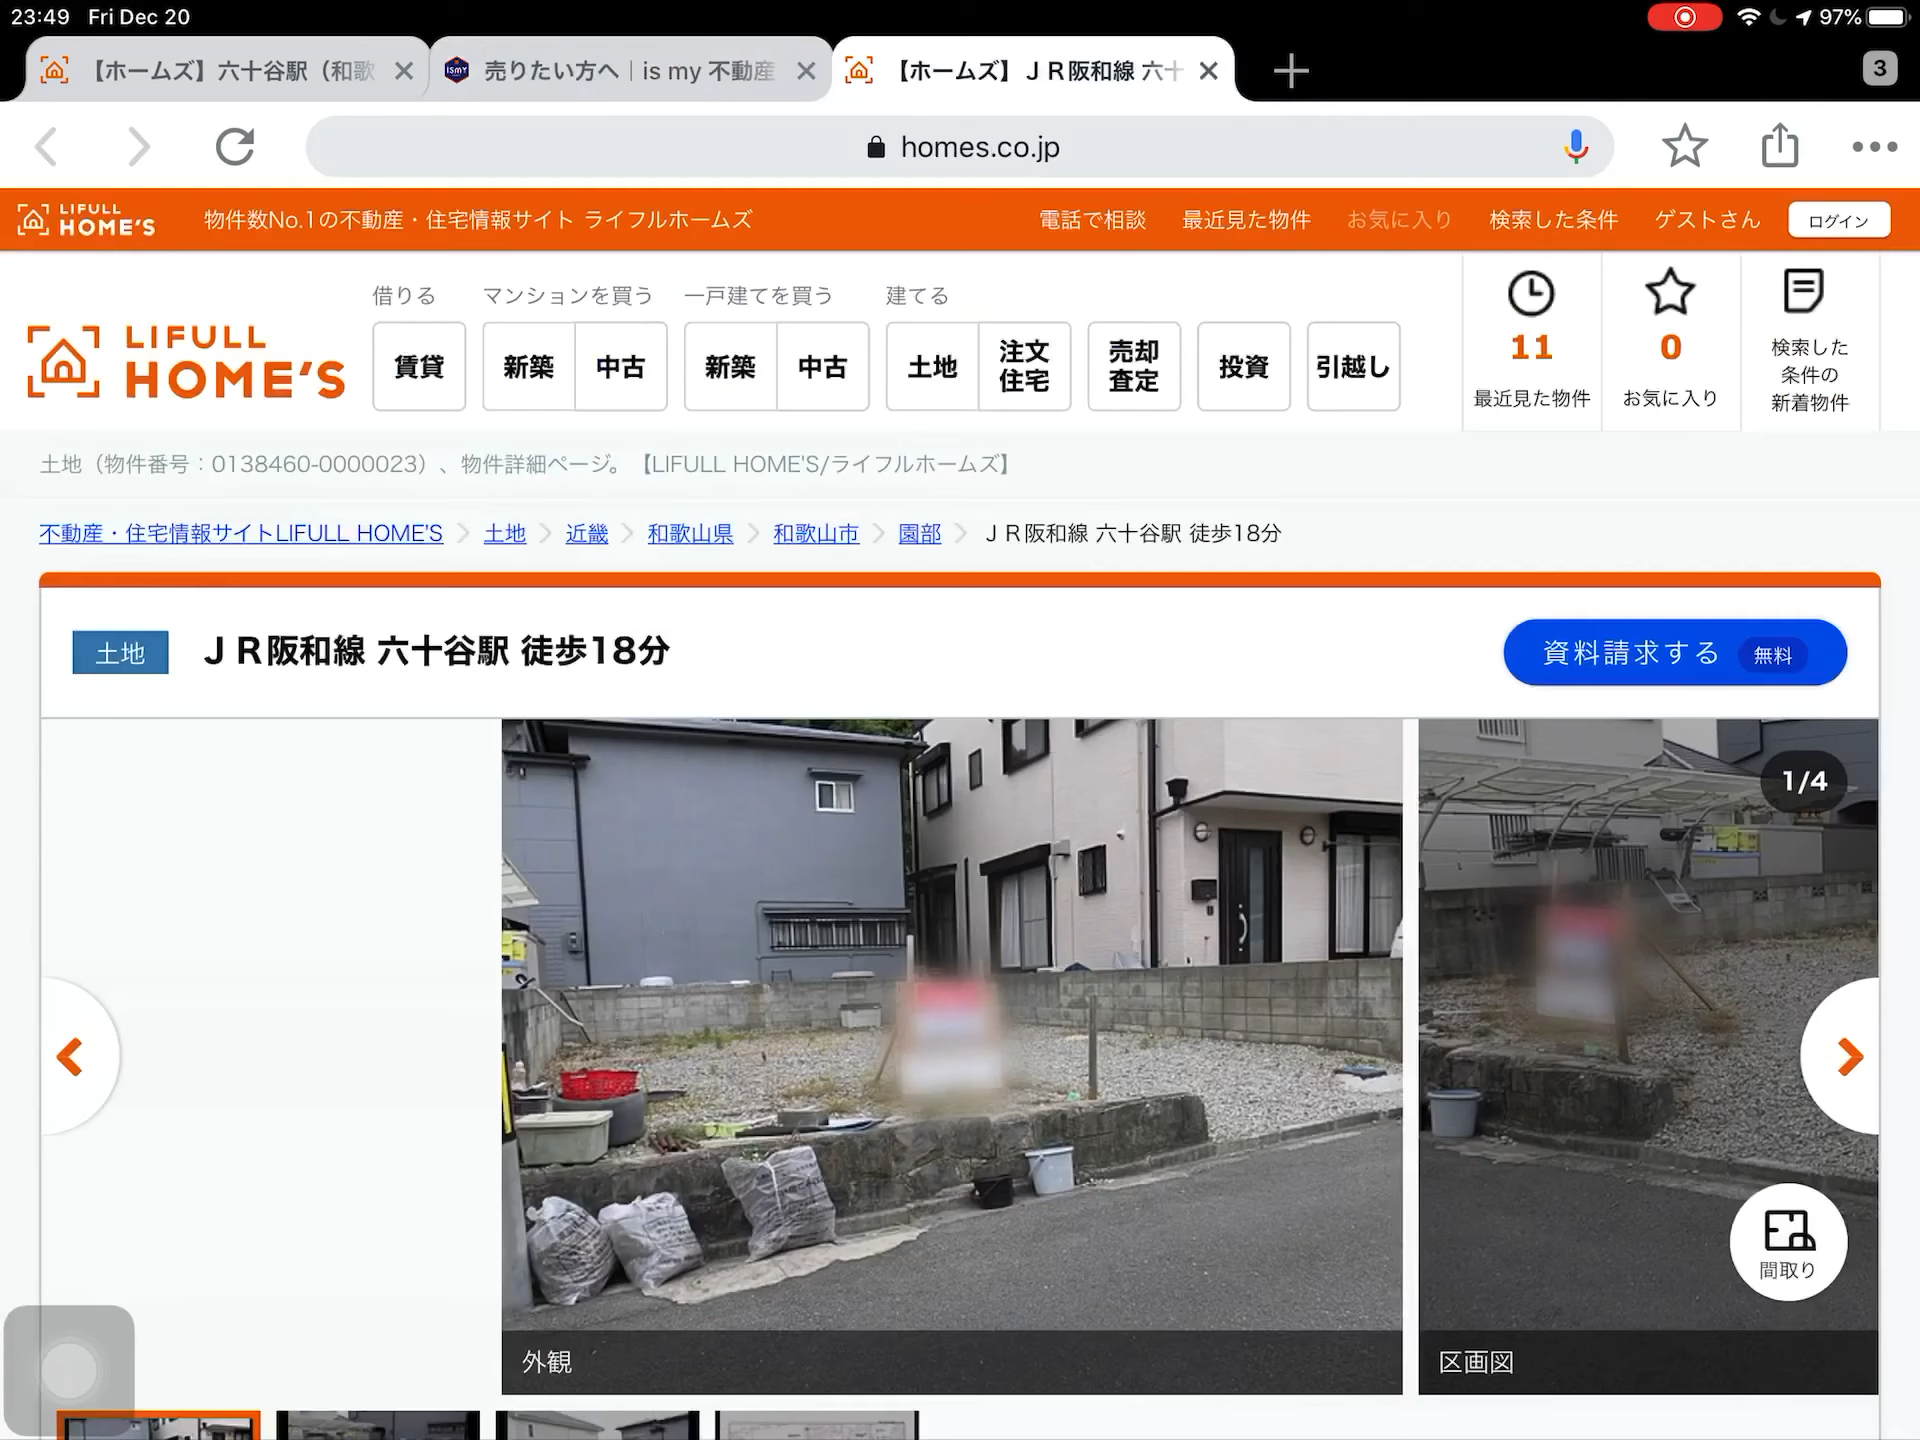 23:49 Fri Dec 20
97%
【ホームズ】六十谷駅（和歌
売りたい方へ｜is my 不動産
【ホームズ】ＪＲ阪和線 六十
3
homes.co.jp
LIFULL HOME'S
物件数No.1の不動産・住宅情報サイト ライフルホームズ
電話で相談
最近見た物件
お気に入り
検索した条件
ゲストさん
ログイン
LIFULL
HOME'S
借りる
賃貸
マンションを買う
新築
中古
一戸建てを買う
新築
中古
建てる
土地
注文
住宅
売却
査定
投資
引越し
11
最近見た物件
0
お気に入り
検索した
条件の
新着物件
土地（物件番号：0138460-0000023）、物件詳細ページ。【LIFULL HOME'S/ライフルホームズ】
不動産・住宅情報サイトLIFULL HOME'S
土地
近畿
和歌山県
和歌山市
園部
ＪＲ阪和線 六十谷駅 徒歩18分
土地
ＪＲ阪和線 六十谷駅 徒歩18分
資料請求する 無料
1/4
間取り
外観
区画図